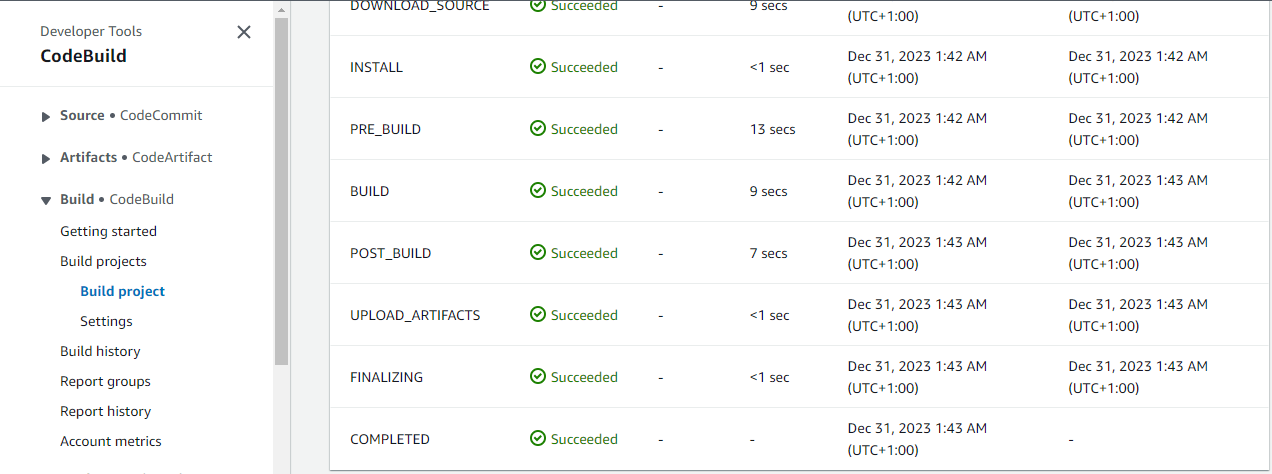 Developer Tools
CodeBuild
Source • CodeCommit
Artifacts • CodeArtifact
Build • CodeBuild
Getting started
Build projects
Build project
Settings
Build history
Report groups
Report history
Account metrics
DOWNLOAD_SOURCE Succeeded - 9 secs
(UTC+1:00) (UTC+1:00)
INSTALL Succeeded - <1 sec Dec 31, 2023 1:42 AM Dec 31, 2023 1:42 AM
(UTC+1:00) (UTC+1:00)
PRE_BUILD Succeeded - 13 secs Dec 31, 2023 1:42 AM Dec 31, 2023 1:42 AM
(UTC+1:00) (UTC+1:00)
BUILD Succeeded - 9 secs Dec 31, 2023 1:42 AM Dec 31, 2023 1:43 AM
(UTC+1:00) (UTC+1:00)
POST_BUILD Succeeded - 7 secs Dec 31, 2023 1:43 AM Dec 31, 2023 1:43 AM
(UTC+1:00) (UTC+1:00)
UPLOAD_ARTIFACTS Succeeded - <1 sec Dec 31, 2023 1:43 AM Dec 31, 2023 1:43 AM
(UTC+1:00) (UTC+1:00)
FINALIZING Succeeded - <1 sec Dec 31, 2023 1:43 AM Dec 31, 2023 1:43 AM
(UTC+1:00) (UTC+1:00)
COMPLETED Succeeded - - Dec 31, 2023 1:43 AM -
(UTC+1:00)